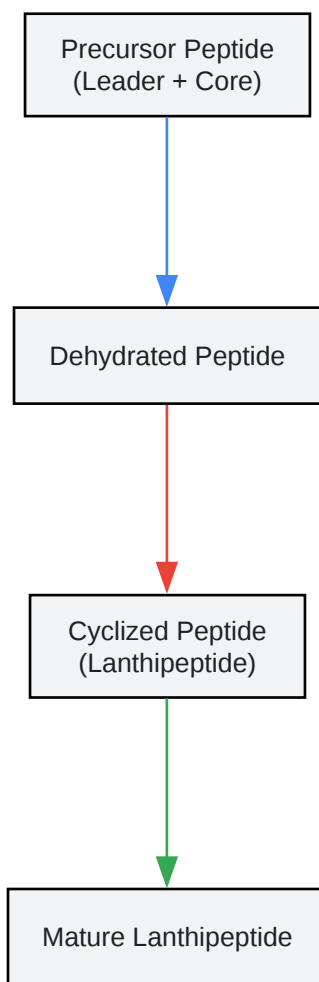 Precursor Peptide
(Leader + Core)
Dehydrated Peptide
Cyclized Peptide
(Lanthipeptide)
Mature Lanthipeptide